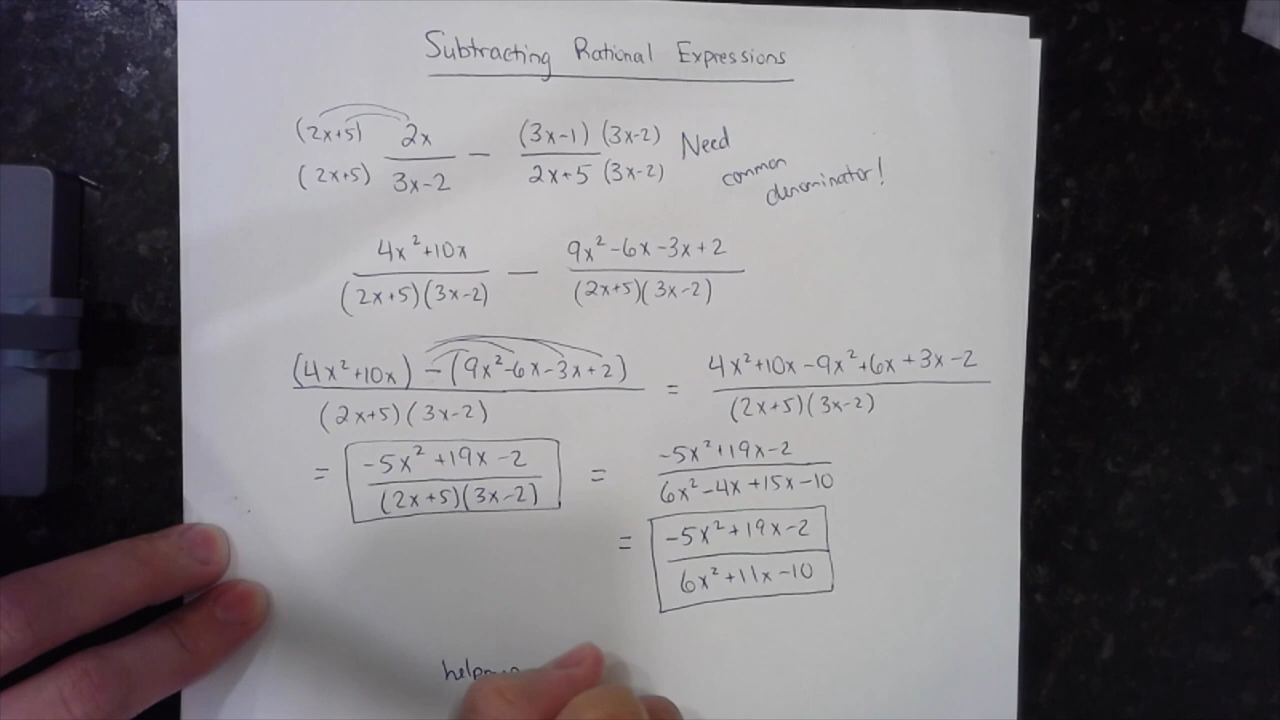 Subtracting Rational Expressions
(2x+5) 2x − (3x-1) (3x-2) Need
(2x+5) 3x-2 2x+5 (3x-2) common
denominator!
4x²+10x − 9x²-6x-3x+2
(2x+5)(3x-2) (2x+5)(3x-2)
(4x²+10x) - (9x²-6x-3x+2) = 4x²+10x-9x²+6x+3x-2
(2x+5)(3x-2) (2x+5)(3x-2)
= -5x²+19x-2 = -5x²+19x-2
(2x+5)(3x-2) 6x²-4x+15x-10
= -5x²+19x-2
6x²+11x-10